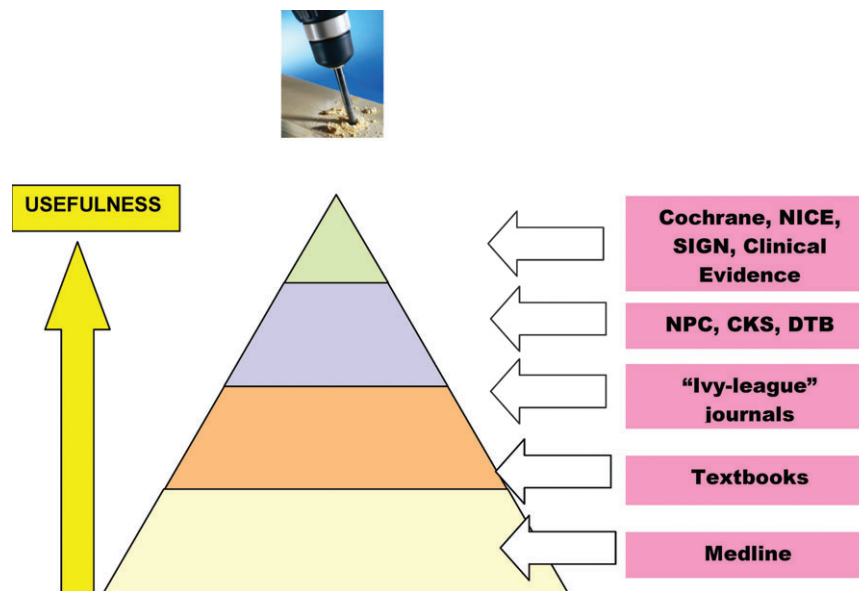 USEFULNESS
Cochrane, NICE,
SIGN, Clinical
Evidence
NPC, CKS, DTB
“Ivy-league”
journals
Textbooks
Medline